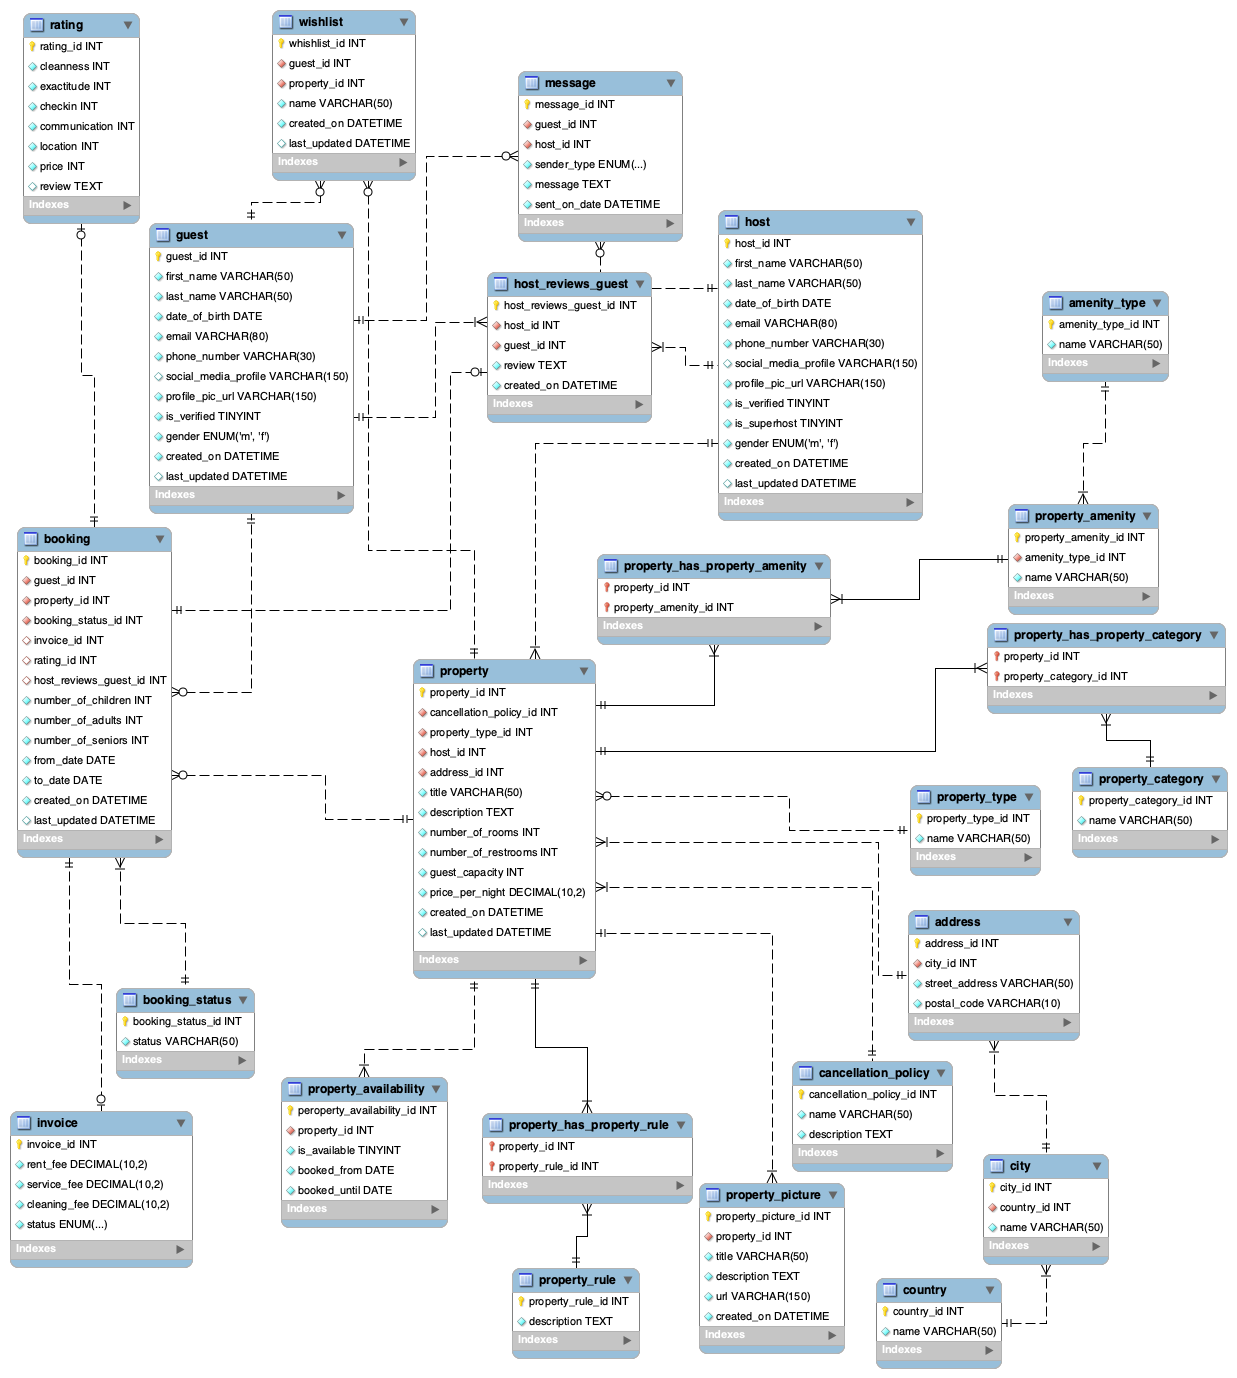 rating
rating_id INT
cleanness INT
exactitude INT
checkin INT
communication INT
location INT
price INT
review TEXT
Indexes
wishlist
whishlist_id INT
guest_id INT
property_id INT
name VARCHAR(50)
created_on DATETIME
last_updated DATETIME
Indexes
message
message_id INT
guest_id INT
host_id INT
sender_type ENUM(...)
message TEXT
sent_on_date DATETIME
Indexes
guest
guest_id INT
first_name VARCHAR(50)
last_name VARCHAR(50)
date_of_birth DATE
email VARCHAR(80)
phone_number VARCHAR(30)
social_media_profile VARCHAR(150)
profile_pic_url VARCHAR(150)
is_verified TINYINT
gender ENUM('m', 'f')
created_on DATETIME
last_updated DATETIME
Indexes
host_reviews_guest
host_reviews_guest_id INT
host_id INT
guest_id INT
review TEXT
created_on DATETIME
Indexes
host
host_id INT
first_name VARCHAR(50)
last_name VARCHAR(50)
date_of_birth DATE
email VARCHAR(80)
phone_number VARCHAR(30)
social_media_profile VARCHAR(150)
profile_pic_url VARCHAR(150)
is_verified TINYINT
is_superhost TINYINT
gender ENUM('m', 'f')
created_on DATETIME
last_updated DATETIME
Indexes
amenity_type
amenity_type_id INT
name VARCHAR(50)
Indexes
property_amenity
property_amenity_id INT
amenity_type_id INT
name VARCHAR(50)
Indexes
booking
booking_id INT
guest_id INT
property_id INT
booking_status_id INT
invoice_id INT
rating_id INT
host_reviews_guest_id INT
number_of_children INT
number_of_adults INT
number_of_seniors INT
from_date DATE
to_date DATE
created_on DATETIME
last_updated DATETIME
Indexes
property_has_property_amenity
property_id INT
property_amenity_id INT
Indexes
property_has_property_category
property_id INT
property_category_id INT
Indexes
property
property_id INT
cancellation_policy_id INT
property_type_id INT
host_id INT
address_id INT
title VARCHAR(50)
description TEXT
number_of_rooms INT
number_of_restrooms INT
guest_capacity INT
price_per_night DECIMAL(10,2)
created_on DATETIME
last_updated DATETIME
Indexes
property_category
property_category_id INT
name VARCHAR(50)
Indexes
property_type
property_type_id INT
name VARCHAR(50)
Indexes
address
address_id INT
city_id INT
street_address VARCHAR(50)
postal_code VARCHAR(10)
Indexes
booking_status
booking_status_id INT
status VARCHAR(50)
Indexes
cancellation_policy
cancellation_policy_id INT
name VARCHAR(50)
description TEXT
Indexes
property_availability
peroperty_availability_id INT
property_id INT
is_available TINYINT
booked_from DATE
booked_until DATE
Indexes
invoice
invoice_id INT
rent_fee DECIMAL(10,2)
service_fee DECIMAL(10,2)
cleaning_fee DECIMAL(10,2)
status ENUM(...)
Indexes
property_has_property_rule
property_id INT
property_rule_id INT
Indexes
city
city_id INT
country_id INT
name VARCHAR(50)
Indexes
property_picture
property_picture_id INT
property_id INT
title VARCHAR(50)
description TEXT
url VARCHAR(150)
created_on DATETIME
Indexes
property_rule
property_rule_id INT
description TEXT
Indexes
country
country_id INT
name VARCHAR(50)
Indexes